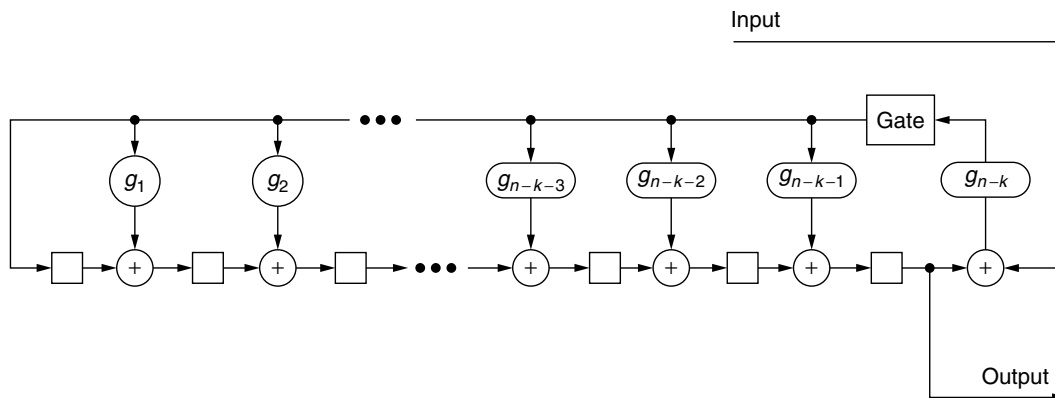 Input
Gate
g₁
g₂
gₙ₋ₖ₋₃
gₙ₋ₖ₋₂
gₙ₋ₖ₋₁
gₙ₋ₖ
+ + + + + +
Output